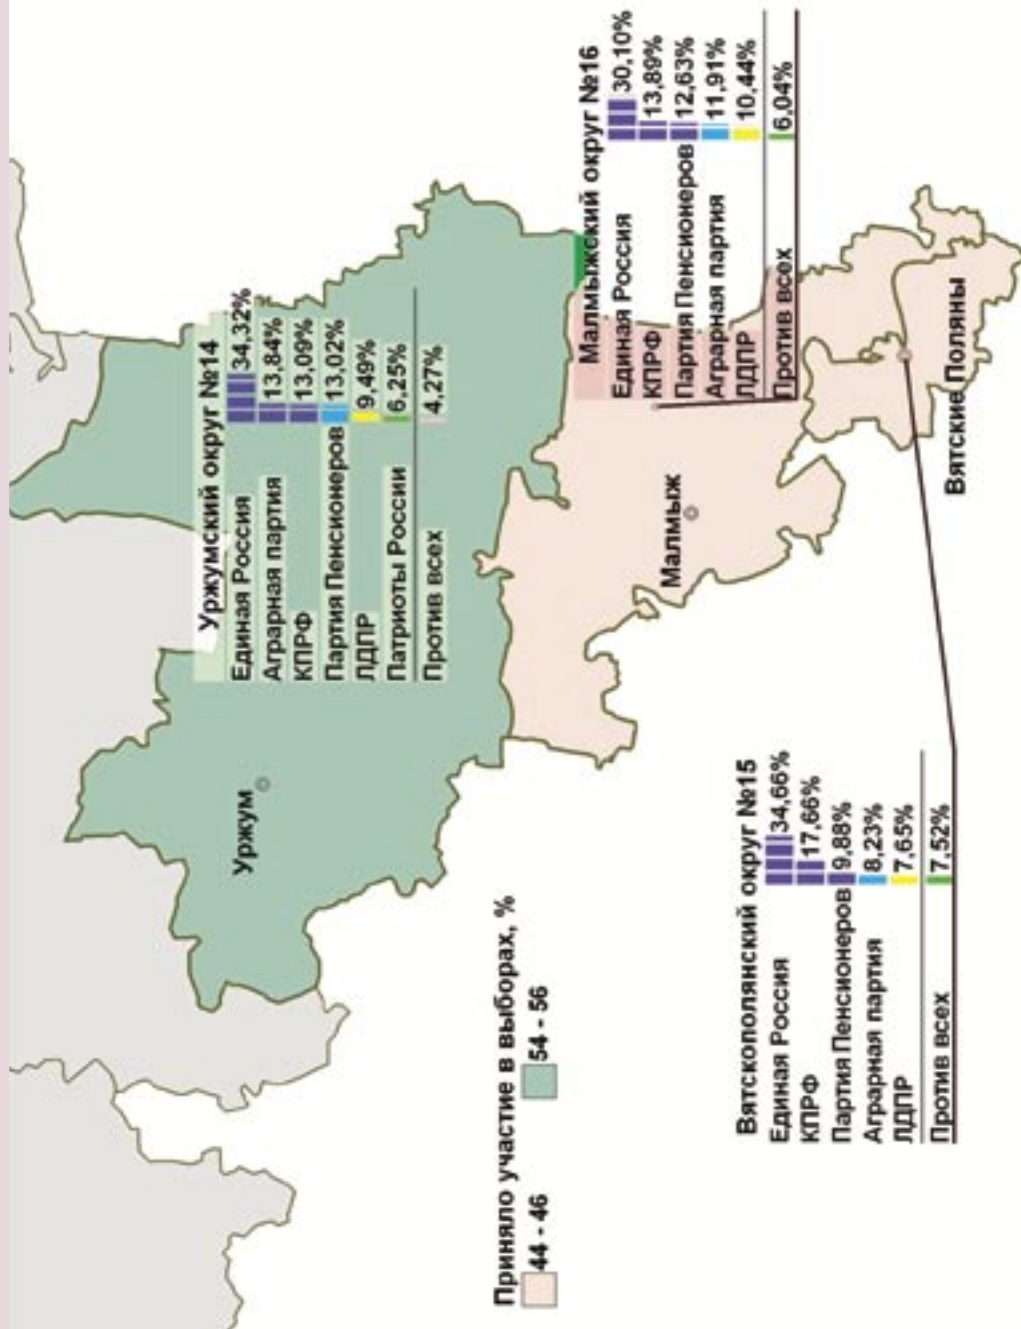 Уржумский округ №14
Единая Россия 34,32%
Аграрная партия 13,84%
КПРФ 13,09%
Партия Пенсионеров 13,02%
ЛДПР 9,49%
Патриоты России 6,25%
Против всех 4,27%
Уржум
Малмыжский округ №16
Единая Россия 30,10%
КПРФ 13,89%
Партия Пенсионеров 12,63%
Аграрная партия 11,91%
ЛДПР 10,44%
Против всех 6,04%
Малмыж
Вятские Поляны
Приняло участие в выборах, %
44 - 46 54 - 56
Вятскополянский округ №15
Единая Россия 34,66%
КПРФ 17,66%
Партия Пенсионеров 9,88%
Аграрная партия 8,23%
ЛДПР 7,65%
Против всех 7,52%